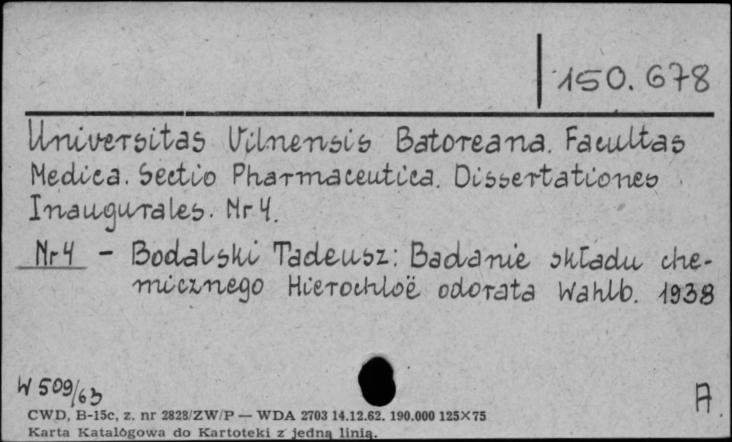 150.678
Universitas Vilnensis Batoreana. Facultas
Medica. Sectio Pharmaceutica. Dissertationes
Inaugurales. Nr 4.
Nr 4 - Bodalski Tadeusz: Badanie składu che-
micznego Hierochloë odorata Wahlb. 1938
W 509/63
A
CWD, B-15c, z. nr 2828/ZW/P — WDA 2703 14.12.62. 190.000 125×75
Karta Katalogowa do Kartoteki z jedną linią.